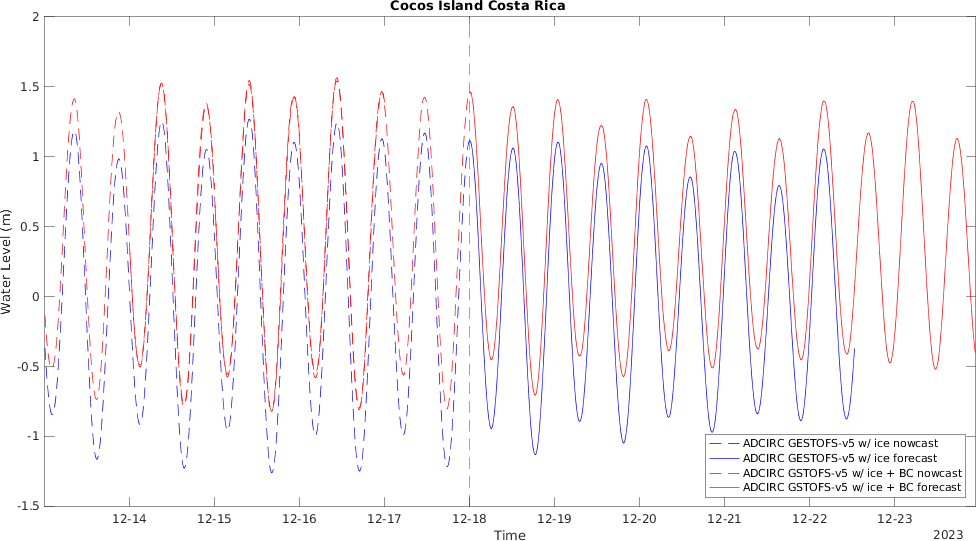 Cocos Island Costa Rica
2
1.5
1
0.5
0
-0.5
-1
-1.5
Water Level (m)
12-14 12-15 12-16 12-17 12-18 12-19 12-20 12-21 12-22 12-23
Time
2023
ADCIRC GESTOFS-v5 w/ ice nowcast
ADCIRC GESTOFS-v5 w/ ice forecast
ADCIRC GSTOFS-v5 w/ ice + BC nowcast
ADCIRC GSTOFS-v5 w/ ice + BC forecast